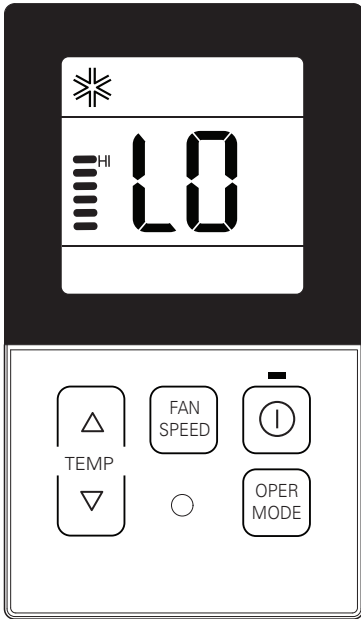 HI
LO
FAN
SPEED
TEMP
OPER
MODE